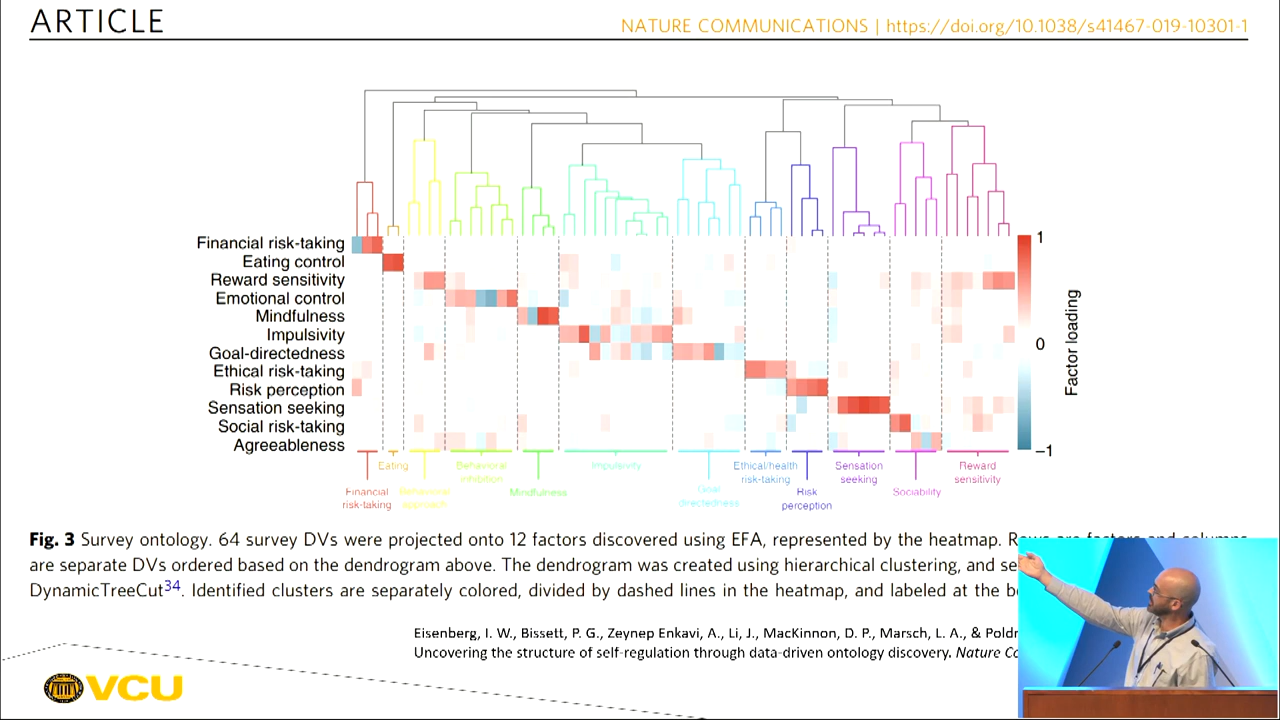 ARTICLE
NATURE COMMUNICATIONS | https://doi.org/10.1038/s41467-019-10301-1
Financial risk-taking
Eating control
Reward sensitivity
Emotional control
Mindfulness
Impulsivity
Goal-directedness
Ethical risk-taking
Risk perception
Sensation seeking
Social risk-taking
Agreeableness
1
0
−1
Factor loading
Financial
risk-taking
Eating
Behavioral
approach
Behavioral
inhibition
Mindfulness
Impulsivity
Goal
directedness
Ethical/health
risk-taking
Risk
perception
Sensation
seeking
Sociability
Reward
sensitivity
Fig. 3 Survey ontology. 64 survey DVs were projected onto 12 factors discovered using EFA, represented by the heatmap. Rows are factors and columns
are separate DVs ordered based on the dendrogram above. The dendrogram was created using hierarchical clustering, and
DynamicTreeCut34. Identified clusters are separately colored, divided by dashed lines in the heatmap, and labeled at the
Eisenberg, I. W., Bissett, P. G., Zeynep Enkavi, A., Li, J., MacKinnon, D. P., Marsch, L. A., & Poldr
Uncovering the structure of self-regulation through data-driven ontology discovery. Nature Co
VCU